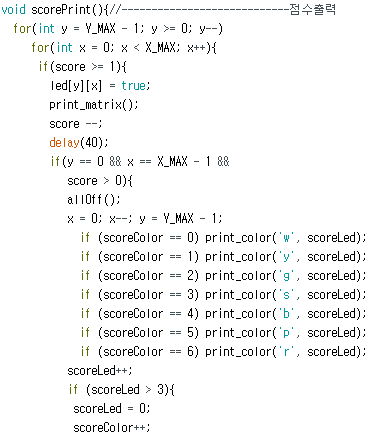 void scorePrint(){//---------------------------점수출력
for(int y = Y_MAX - 1; y >= 0; y--)
for(int x = 0; x < X_MAX; x++){
if(score >= 1){
led[y][x] = true;
print_matrix();
score --;
delay(40);
if(y == 0 && x == X_MAX - 1 &&
score > 0){
allOff();
x = 0; x--; y = Y_MAX - 1;
if (scoreColor == 0) print_color('w', scoreLed);
if (scoreColor == 1) print_color('y', scoreLed);
if (scoreColor == 2) print_color('g', scoreLed);
if (scoreColor == 3) print_color('s', scoreLed);
if (scoreColor == 4) print_color('b', scoreLed);
if (scoreColor == 5) print_color('p', scoreLed);
if (scoreColor == 6) print_color('r', scoreLed);
scoreLed++;
if (scoreLed > 3){
scoreLed = 0;
scoreColor++;